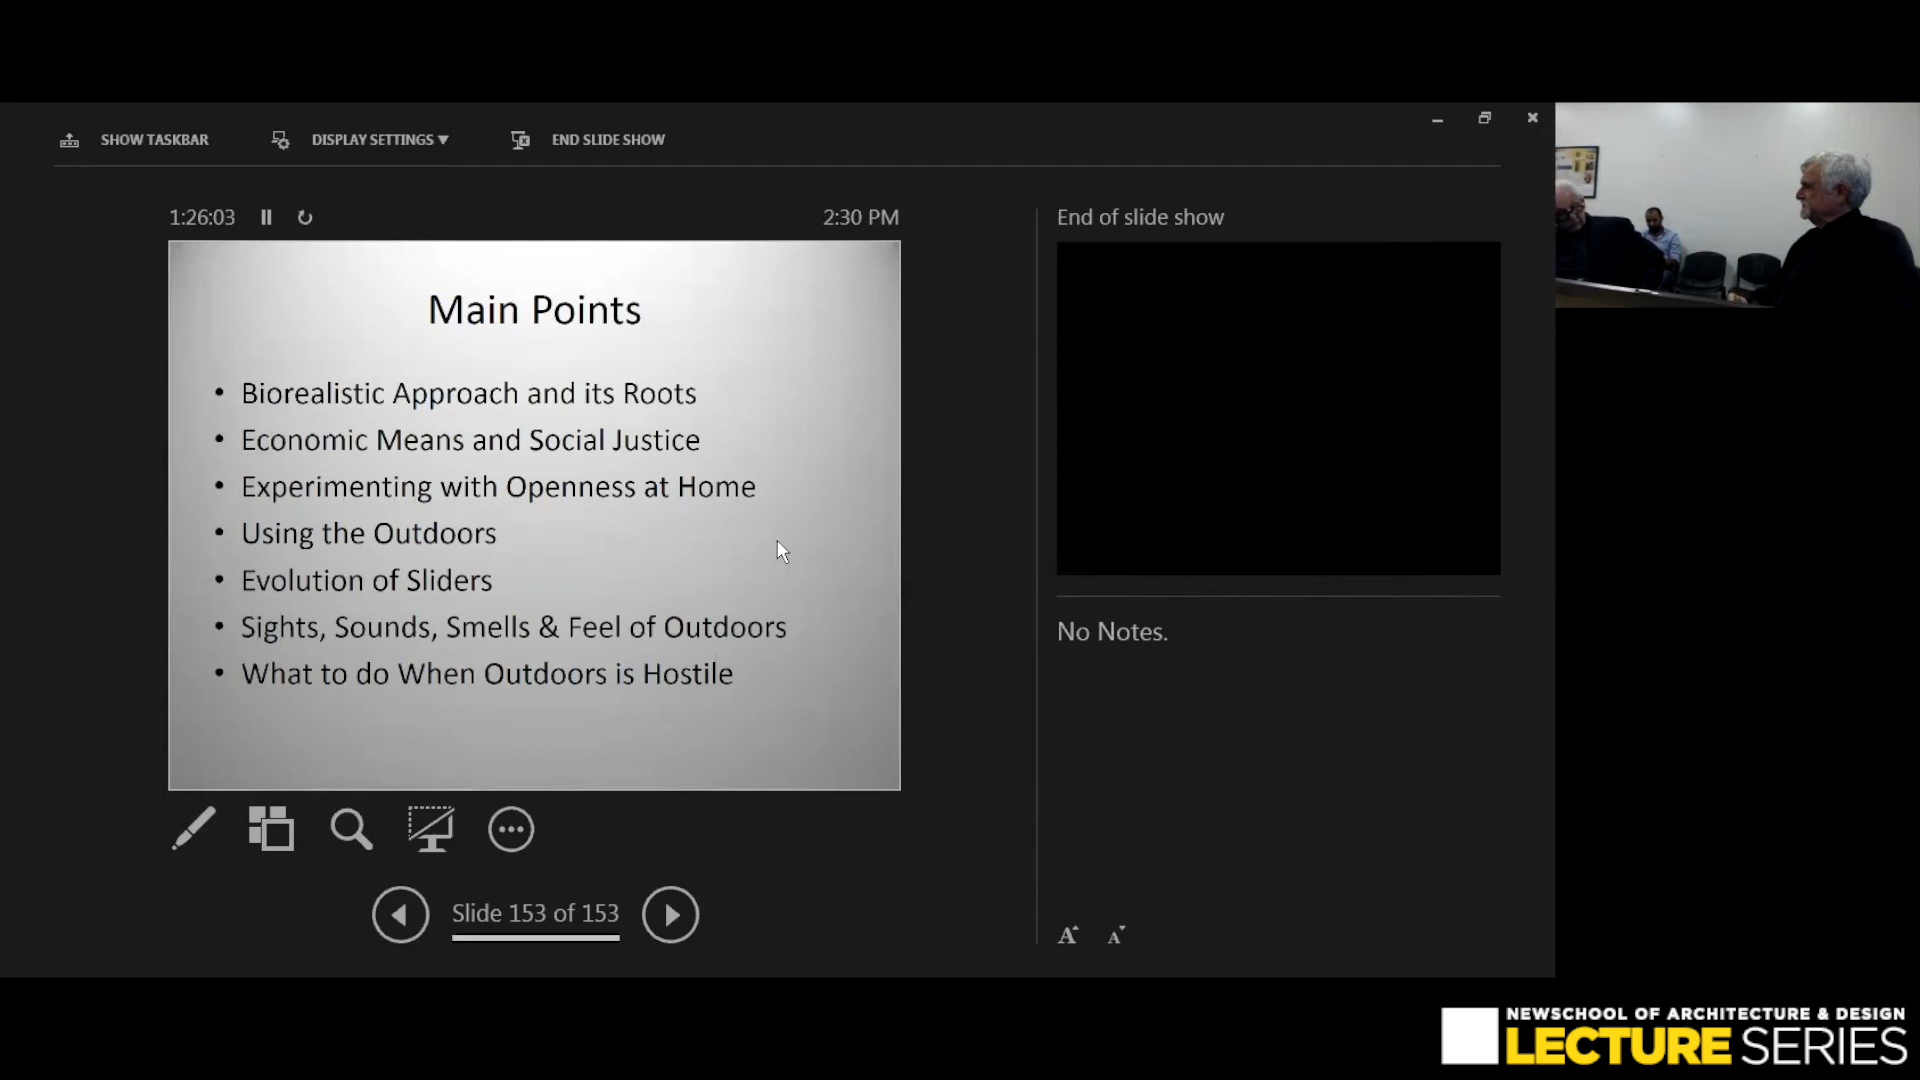 SHOW TASKBAR
DISPLAY SETTINGS ▼
END SLIDE SHOW
1:26:03
2:30 PM
End of slide show
Main Points
• Biorealistic Approach and its Roots
• Economic Means and Social Justice
• Experimenting with Openness at Home
• Using the Outdoors
• Evolution of Sliders
• Sights, Sounds, Smells & Feel of Outdoors
• What to do When Outdoors is Hostile
No Notes.
Slide 153 of 153
A A
NEWSCHOOL OF ARCHITECTURE & DESIGN
LECTURE SERIES